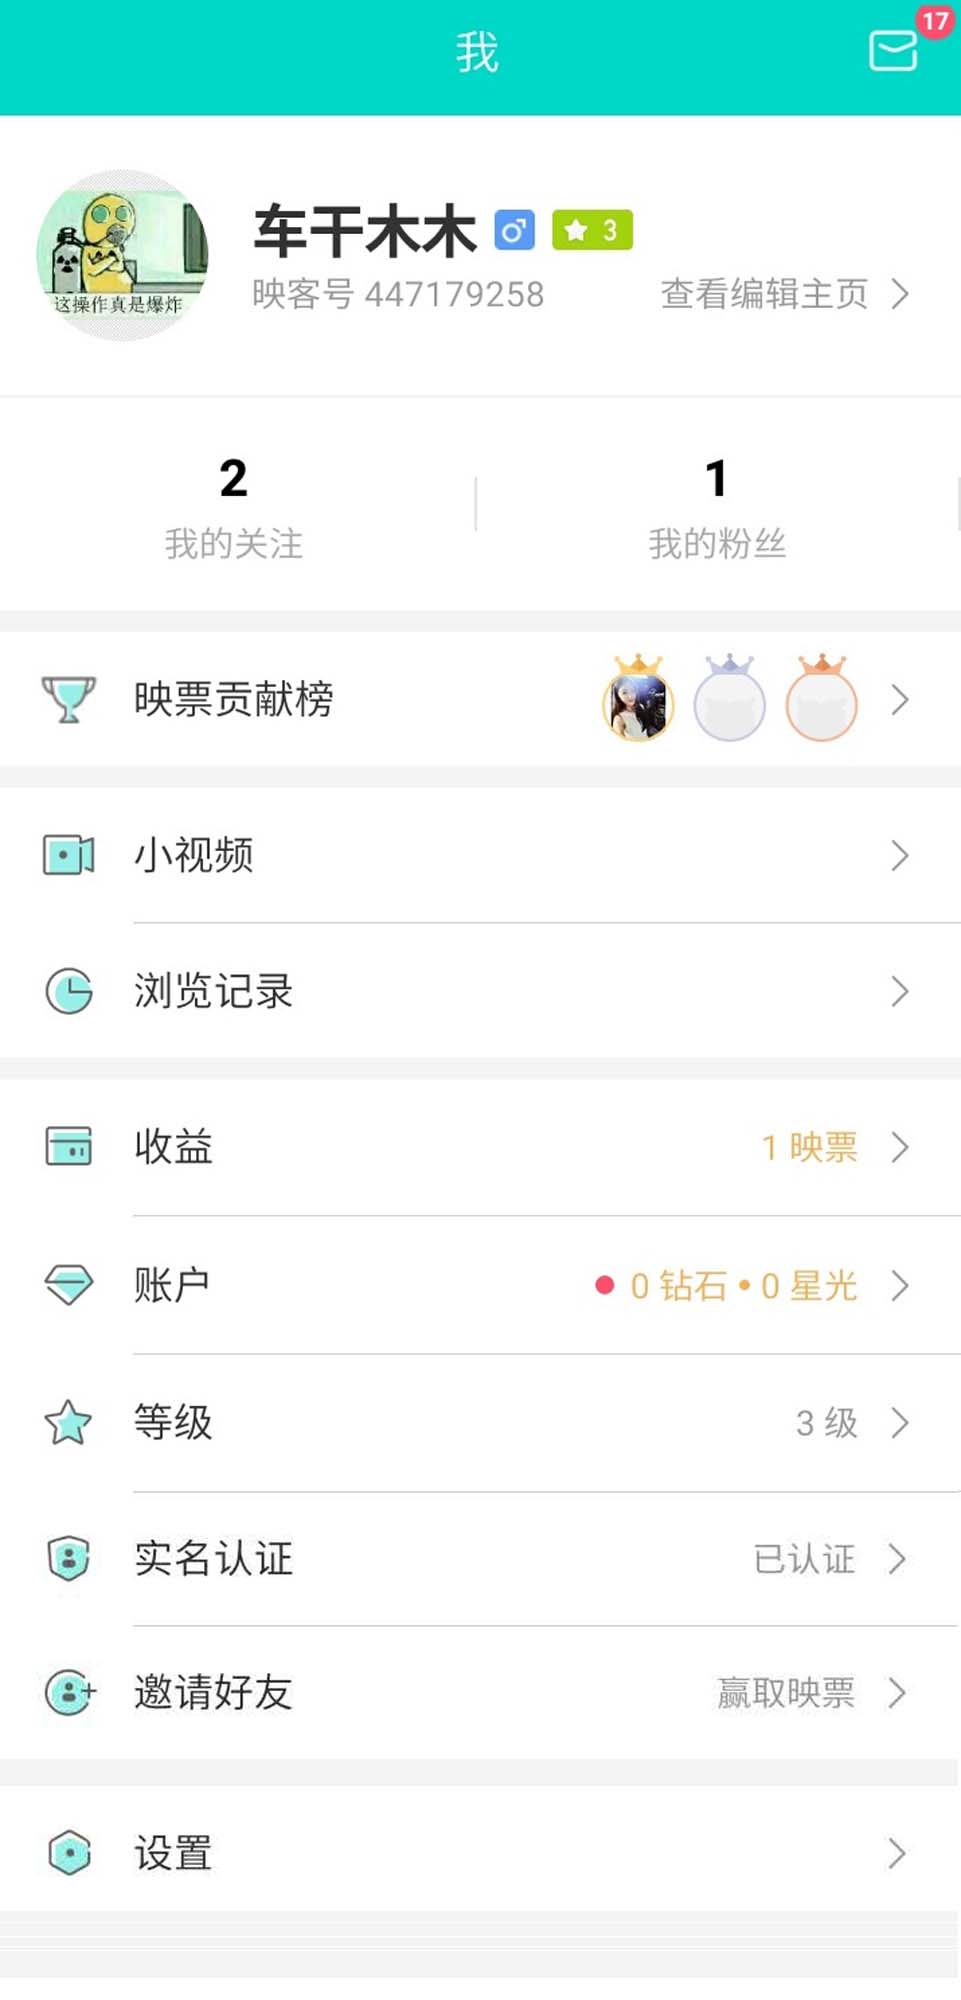 我
17
车干木木 3
映客号 447179258 查看编辑主页
这操作真是爆炸
2 1
我的关注 我的粉丝
映票贡献榜
小视频
浏览记录
收益 1 映票
账户 0 钻石 • 0 星光
等级 3 级
实名认证 已认证
邀请好友 赢取映票
设置